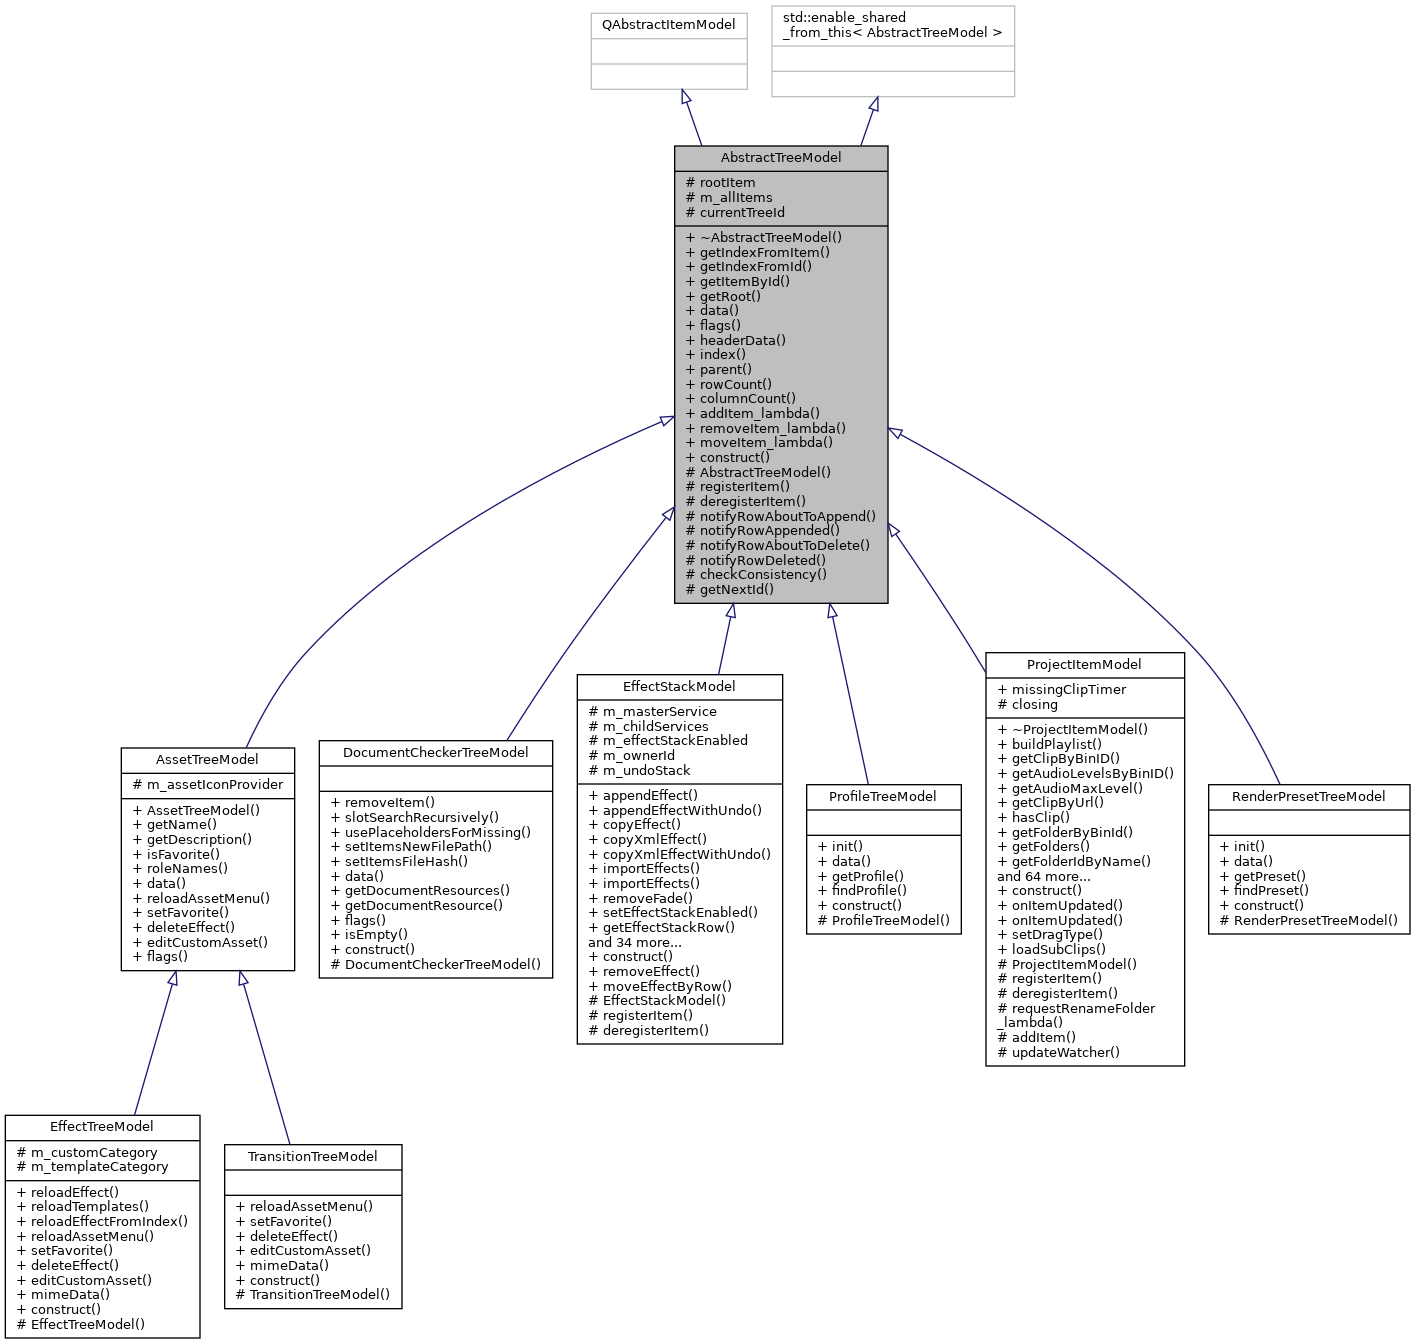 QAbstractItemModel
std::enable_shared
_from_this< AbstractTreeModel >
AbstractTreeModel
# rootItem
# m_allItems
# currentTreeId
+ ~AbstractTreeModel()
+ getIndexFromItem()
+ getIndexFromId()
+ getItemById()
+ getRoot()
+ data()
+ flags()
+ headerData()
+ index()
+ parent()
+ rowCount()
+ columnCount()
+ addItem_lambda()
+ removeItem_lambda()
+ moveItem_lambda()
+ construct()
# AbstractTreeModel()
# registerItem()
# deregisterItem()
# notifyRowAboutToAppend()
# notifyRowAppended()
# notifyRowAboutToDelete()
# notifyRowDeleted()
# checkConsistency()
# getNextId()
AssetTreeModel
# m_assetIconProvider
+ AssetTreeModel()
+ getName()
+ getDescription()
+ isFavorite()
+ roleNames()
+ data()
+ reloadAssetMenu()
+ setFavorite()
+ deleteEffect()
+ editCustomAsset()
+ flags()
DocumentCheckerTreeModel
+ removeItem()
+ slotSearchRecursively()
+ usePlaceholdersForMissing()
+ setItemsNewFilePath()
+ setItemsFileHash()
+ data()
+ getDocumentResources()
+ getDocumentResource()
+ flags()
+ isEmpty()
+ construct()
# DocumentCheckerTreeModel()
EffectStackModel
# m_masterService
# m_childServices
# m_effectStackEnabled
# m_ownerId
# m_undoStack
+ appendEffect()
+ appendEffectWithUndo()
+ copyEffect()
+ copyXmlEffect()
+ copyXmlEffectWithUndo()
+ importEffects()
+ importEffects()
+ removeFade()
+ setEffectStackEnabled()
+ getEffectStackRow()
and 34 more...
+ construct()
+ removeEffect()
+ moveEffectByRow()
# EffectStackModel()
# registerItem()
# deregisterItem()
ProfileTreeModel
+ init()
+ data()
+ getProfile()
+ findProfile()
+ construct()
# ProfileTreeModel()
ProjectItemModel
+ missingClipTimer
# closing
+ ~ProjectItemModel()
+ buildPlaylist()
+ getClipByBinID()
+ getAudioLevelsByBinID()
+ getAudioMaxLevel()
+ getClipByUrl()
+ hasClip()
+ getFolderByBinId()
+ getFolders()
+ getFolderIdByName()
and 64 more...
+ construct()
+ onItemUpdated()
+ onItemUpdated()
+ setDragType()
+ loadSubClips()
# ProjectItemModel()
# registerItem()
# deregisterItem()
# requestRenameFolder
_lambda()
# addItem()
# updateWatcher()
RenderPresetTreeModel
+ init()
+ data()
+ getPreset()
+ findPreset()
+ construct()
# RenderPresetTreeModel()
EffectTreeModel
# m_customCategory
# m_templateCategory
+ reloadEffect()
+ reloadTemplates()
+ reloadEffectFromIndex()
+ reloadAssetMenu()
+ setFavorite()
+ deleteEffect()
+ editCustomAsset()
+ mimeData()
+ construct()
# EffectTreeModel()
TransitionTreeModel
+ reloadAssetMenu()
+ setFavorite()
+ deleteEffect()
+ editCustomAsset()
+ mimeData()
+ construct()
# TransitionTreeModel()